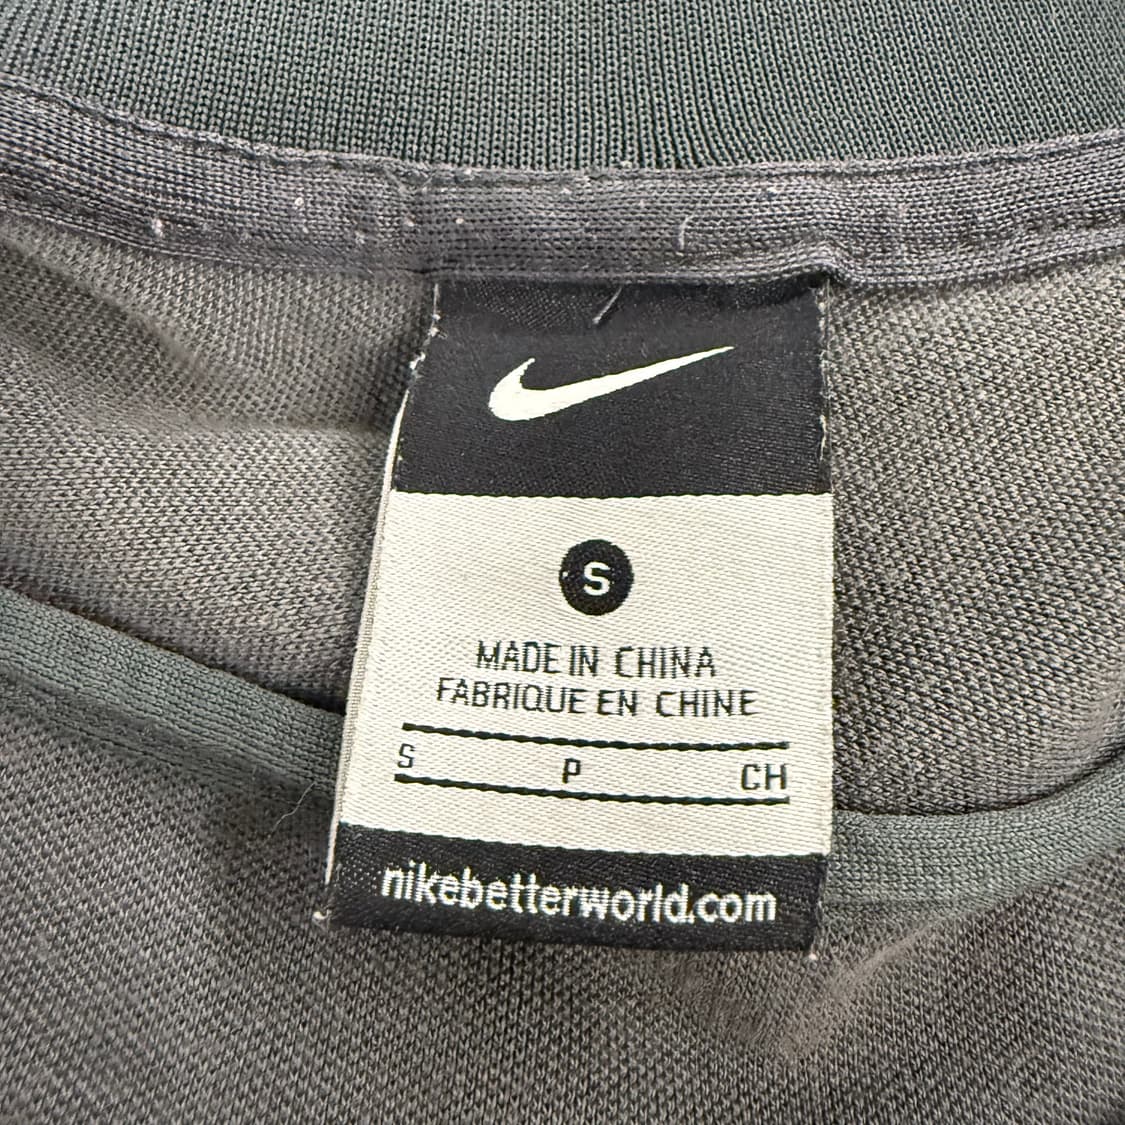 S
MADE IN CHINA
FABRIQUE EN CHINE
S P CH
nikebetterworld.com